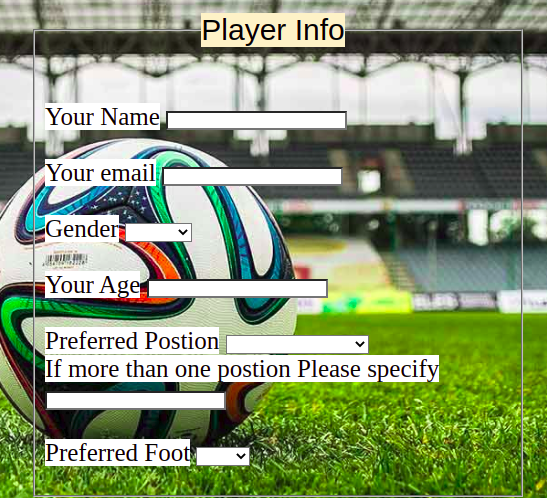 Player Info
Your Name
Your email
Gender
Your Age
Preferred Postion
If more than one postion Please specify
Preferred Foot